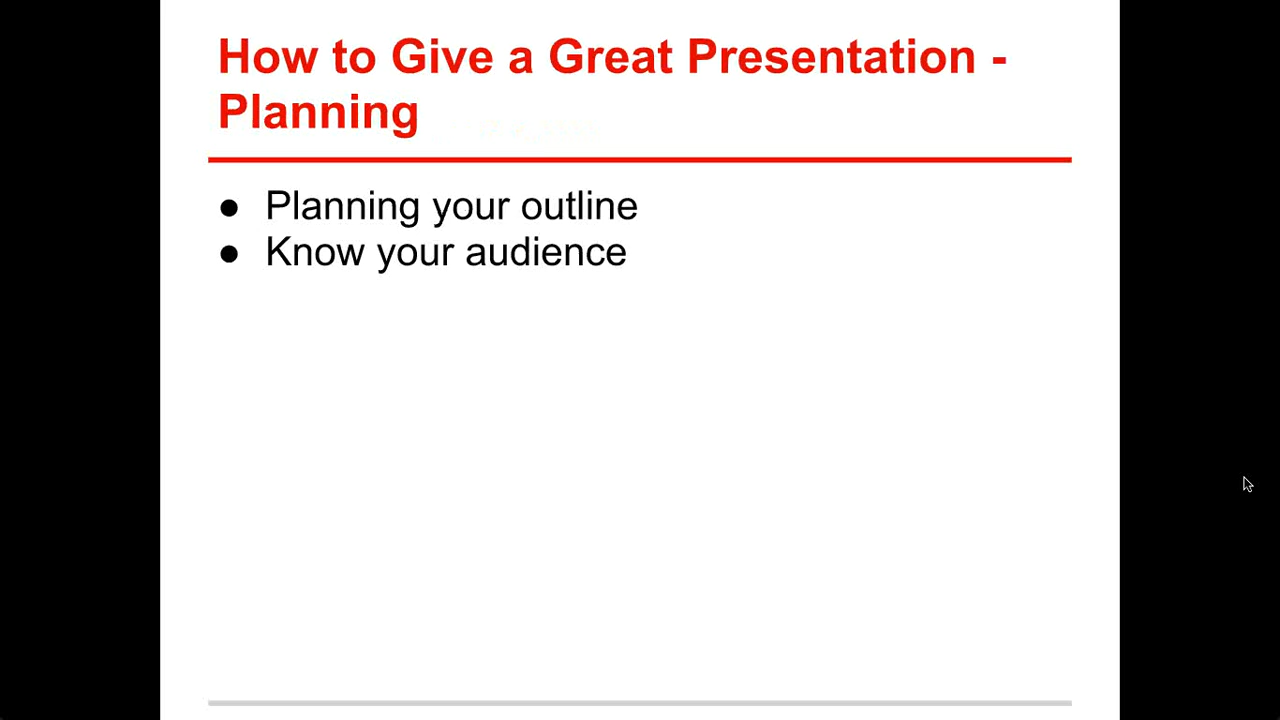 How to Give a Great Presentation -
Planning
● Planning your outline
● Know your audience